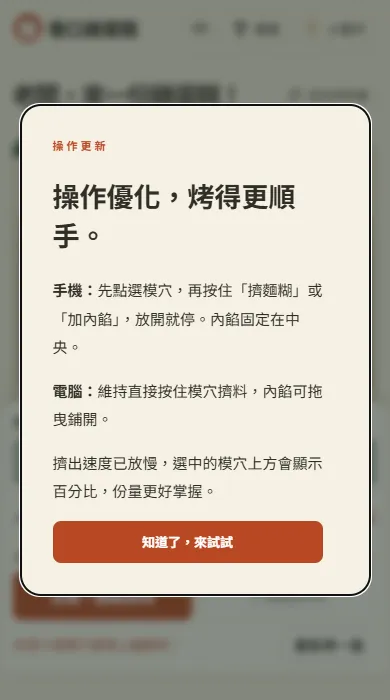 操作更新
操作優化，烤得更順
手。
手機：先點選模穴，再按住「擠麵糊」或
「加內餡」，放開就停。內餡固定在中
央。
電腦：維持直接按住模穴擠料，內餡可拖
曳鋪開。
擠出速度已放慢，選中的模穴上方會顯示
百分比，份量更好掌握。
知道了，來試試